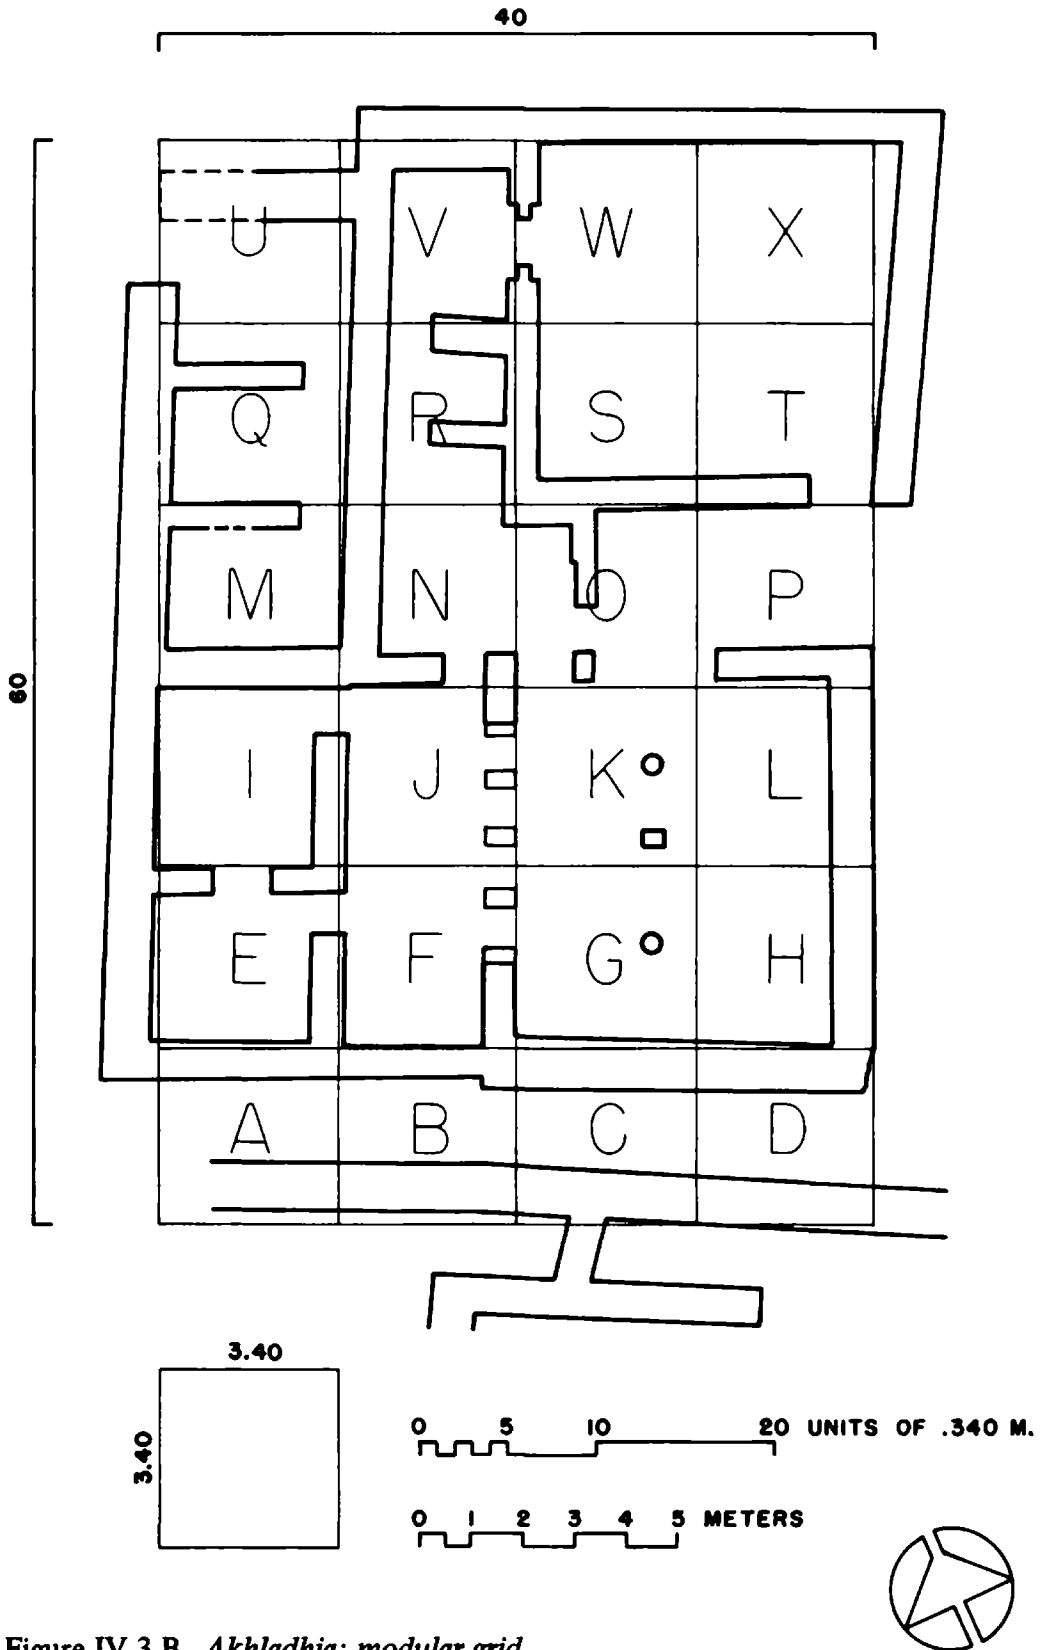 40
U V W X
Q R S T
M N O P
60
I J K L
E F G H
A B C D
3.40
3.40
0 5 10 20 UNITS OF .340 M.
0 1 2 3 4 5 METERS
Figure IV.3.B. Akhladhia: modular grid